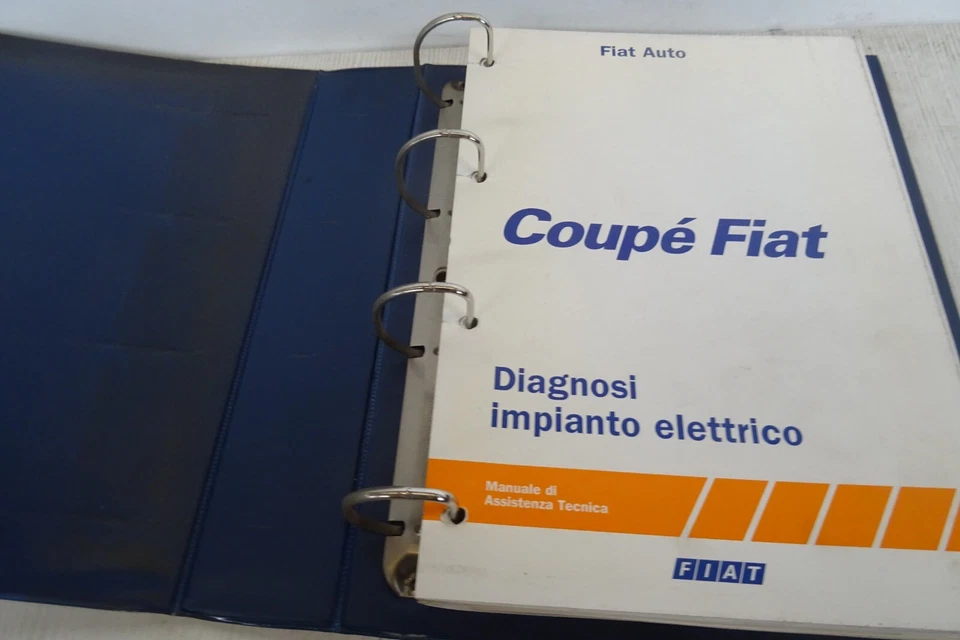 Fiat Auto
Coupé Fiat
Diagnosi
impianto elettrico
Manuale di
Assistenza Tecnica
FIAT